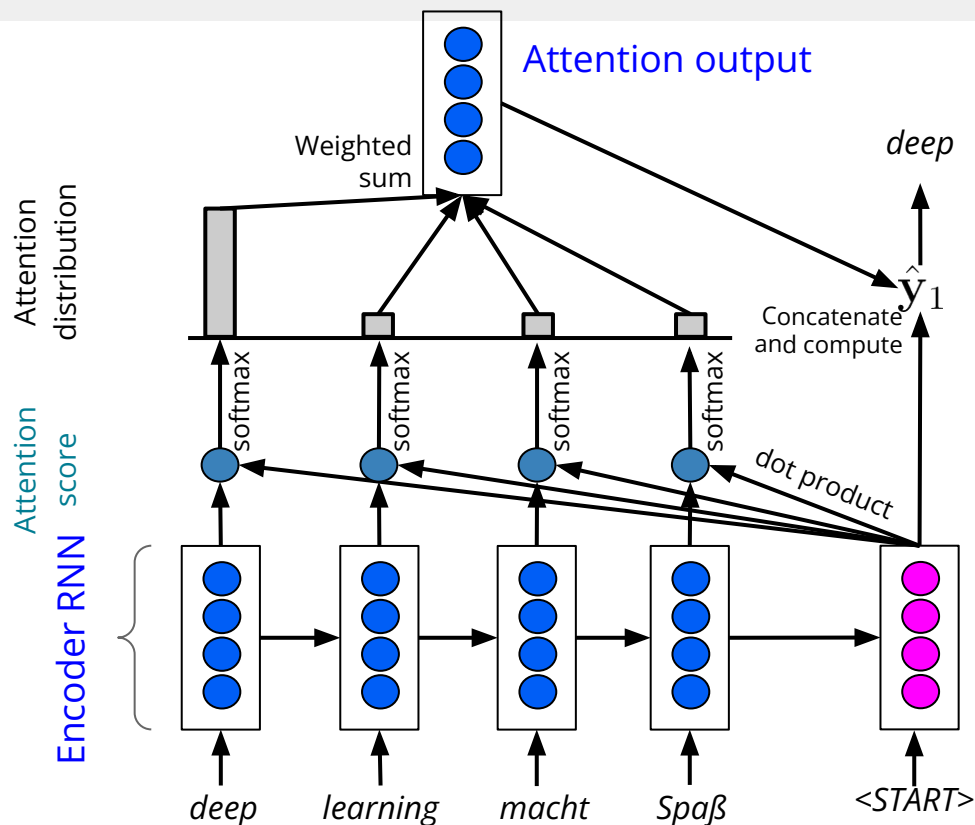 Attention output
Weighted
sum
deep
Attention
distribution
ŷ1
Concatenate
and compute
softmax
softmax
softmax
softmax
Attention
score
dot product
Encoder RNN
deep
learning
macht
Spaß
<START>